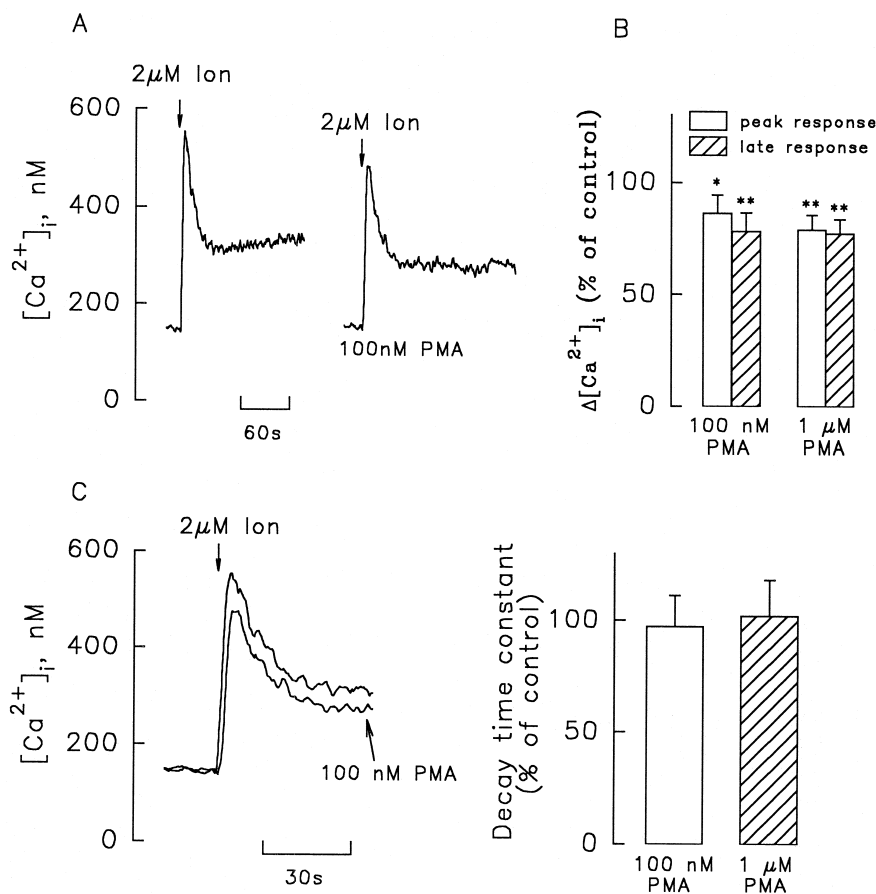 A
2μM Ion
2μM Ion
600
400
200
0
[Ca²⁺]ᵢ, nM
100nM PMA
60s
B
peak response
late response
100
50
0
Δ[Ca²⁺]ᵢ (% of control)
*
**
**
**
100 nM
PMA
1 μM
PMA
C
2μM Ion
600
400
200
0
[Ca²⁺]ᵢ, nM
100 nM PMA
30s
Decay time constant
(% of control)
100
50
0
100 nM
PMA
1 μM
PMA